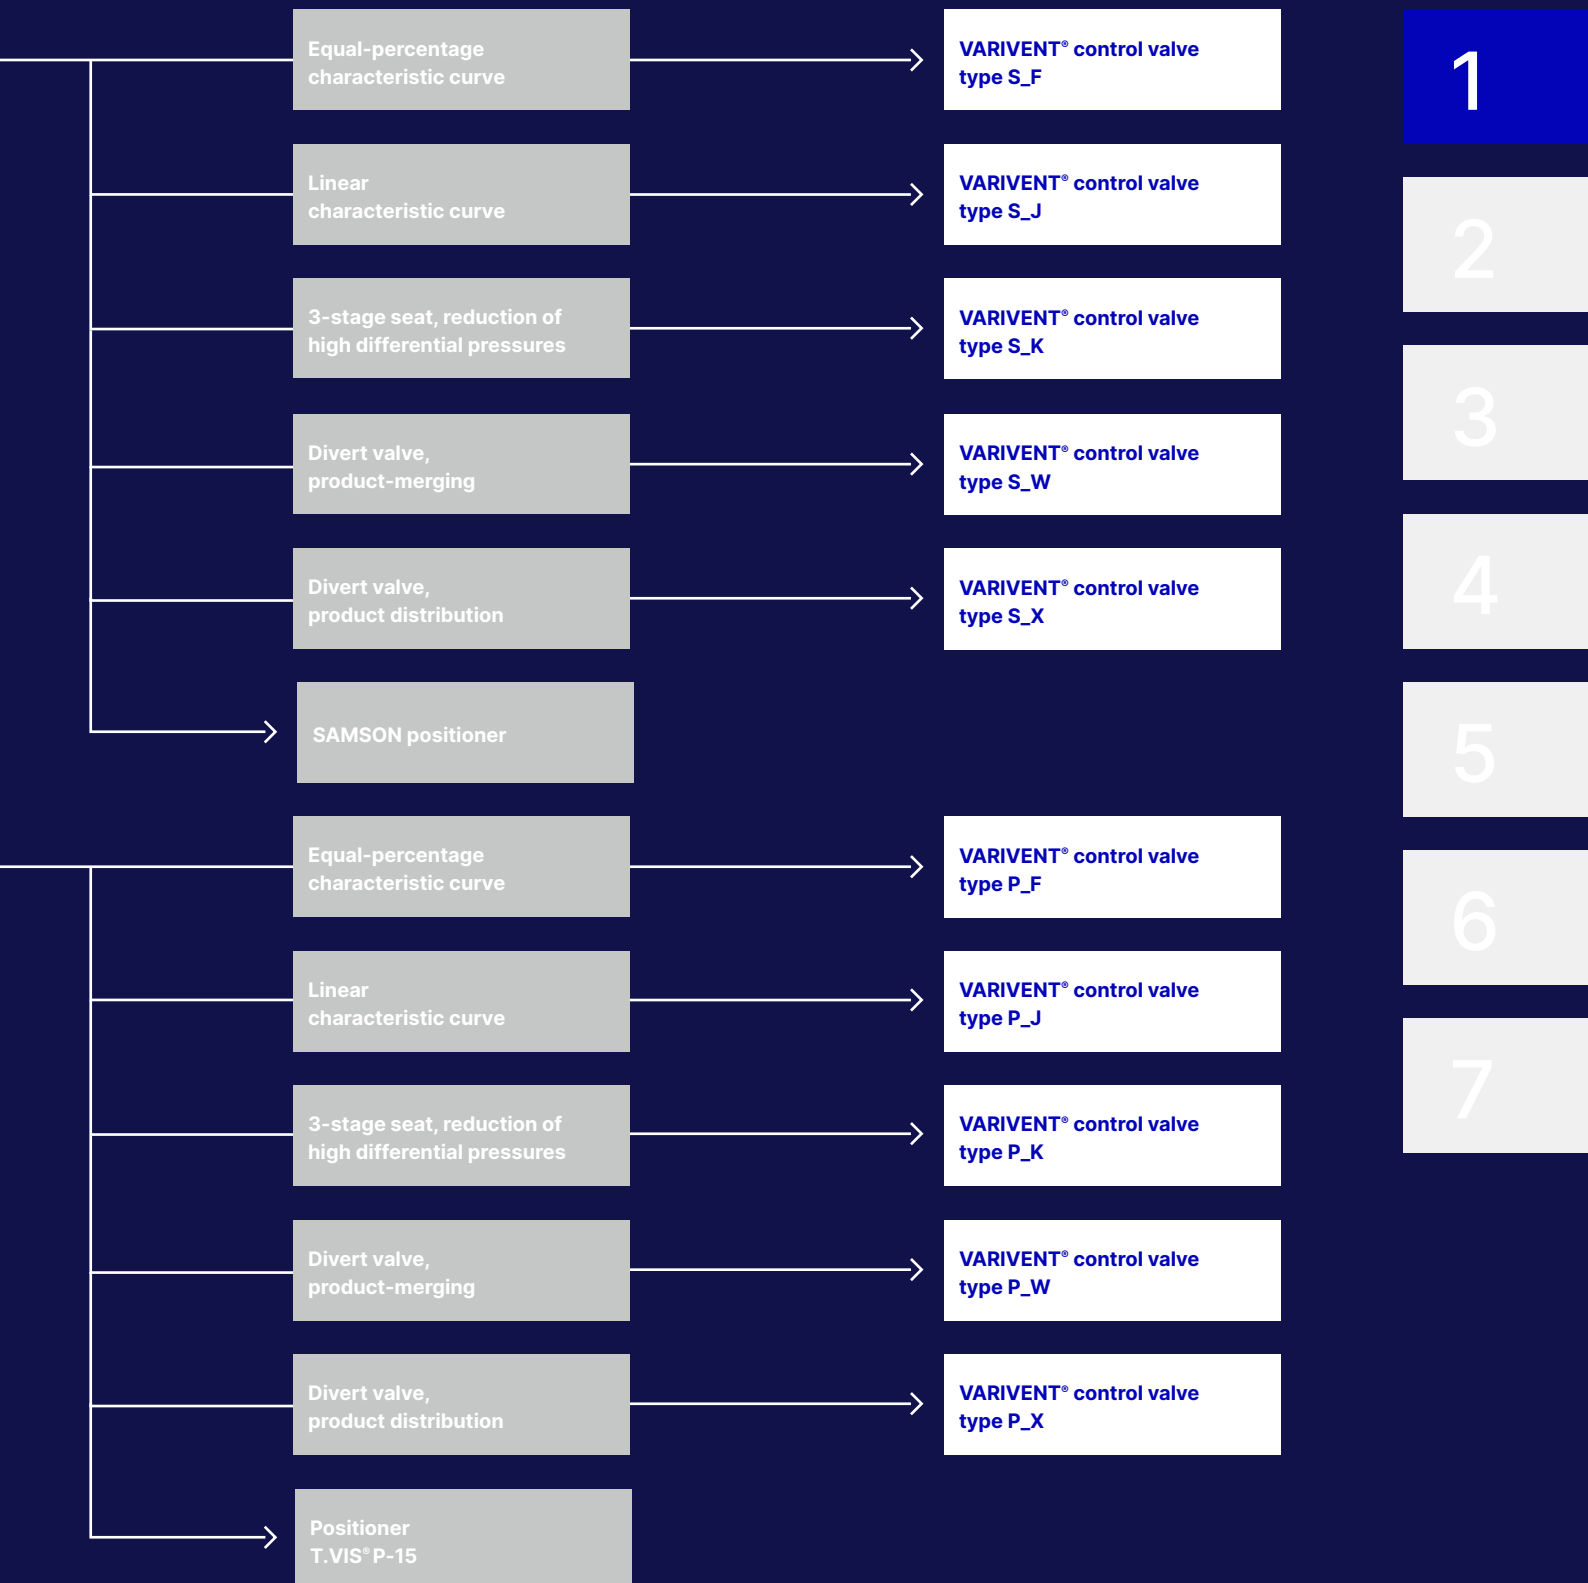 Equal-percentage
characteristic curve
VARIVENT® control valve
type S_F
Linear
characteristic curve
VARIVENT® control valve
type S_J
3-stage seat, reduction of
high differential pressures
VARIVENT® control valve
type S_K
Divert valve,
product-merging
VARIVENT® control valve
type S_W
Divert valve,
product distribution
VARIVENT® control valve
type S_X
SAMSON positioner
Equal-percentage
characteristic curve
VARIVENT® control valve
type P_F
Linear
characteristic curve
VARIVENT® control valve
type P_J
3-stage seat, reduction of
high differential pressures
VARIVENT® control valve
type P_K
Divert valve,
product-merging
VARIVENT® control valve
type P_W
Divert valve,
product distribution
VARIVENT® control valve
type P_X
Positioner
T.VIS® P-15
1
2
3
4
5
6
7